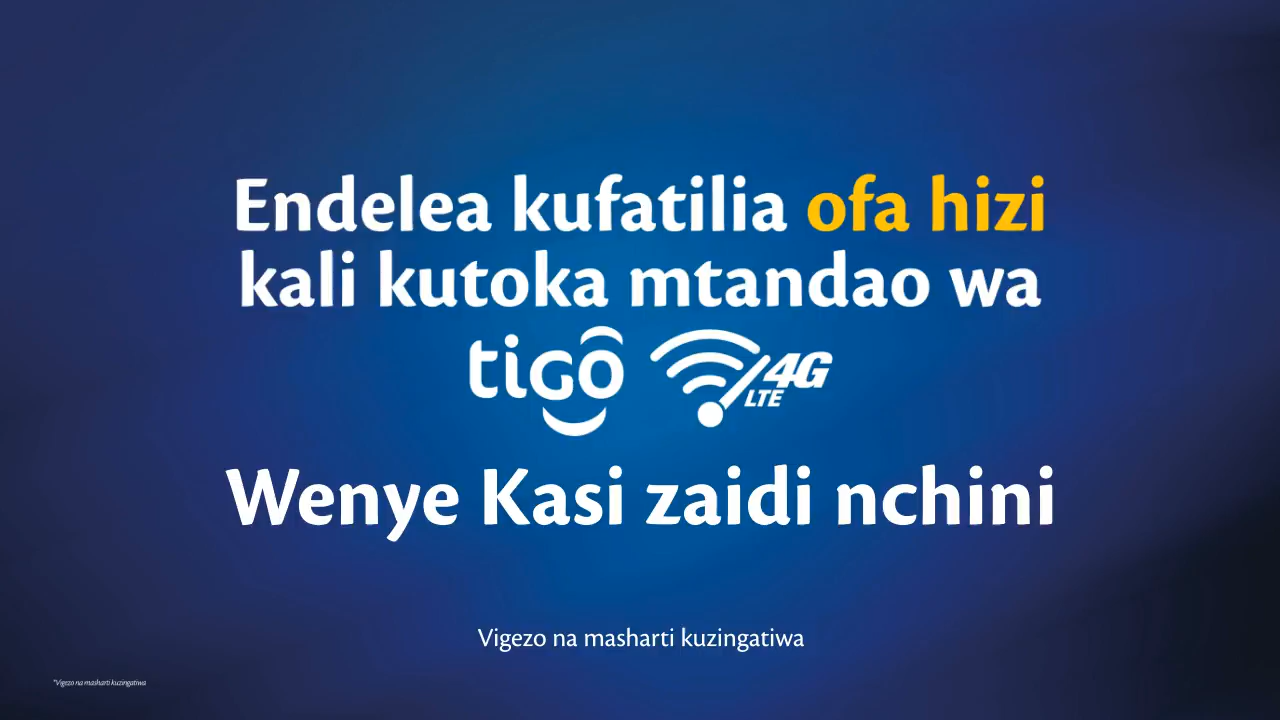 Endelea kufatilia ofa hizi
kali kutoka mtandao wa
tigo 4G LTE
Wenye Kasi zaidi nchini
Vigezo na masharti kuzingatiwa
*Vigezo na masharti kuzingatiwa